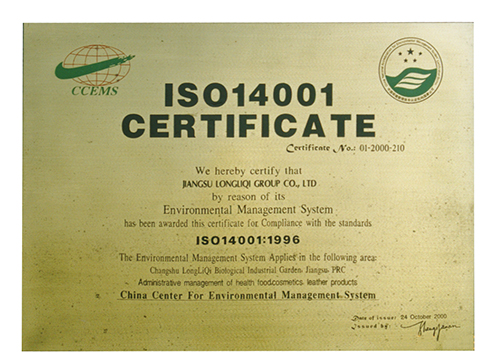 CCEMS
ISO14001
CERTIFICATE
Certificate No.: 01-2000-210
We hereby certify that
JIANGSU LONGLIQI GROUP CO., LTD
by reason of its
Environmental Management System
has been awarded this certificate for Compliance with the standards
ISO14001:1996
The Environmental Management System Applies in the following area:
Changshu LongLiQi Biological Industrial Garden, Jiangsu, PRC
Administrative management of health food,cosmetics, leather products
China Center For Environmental Management System
Date of issue: 24 October 2000
Issued by: